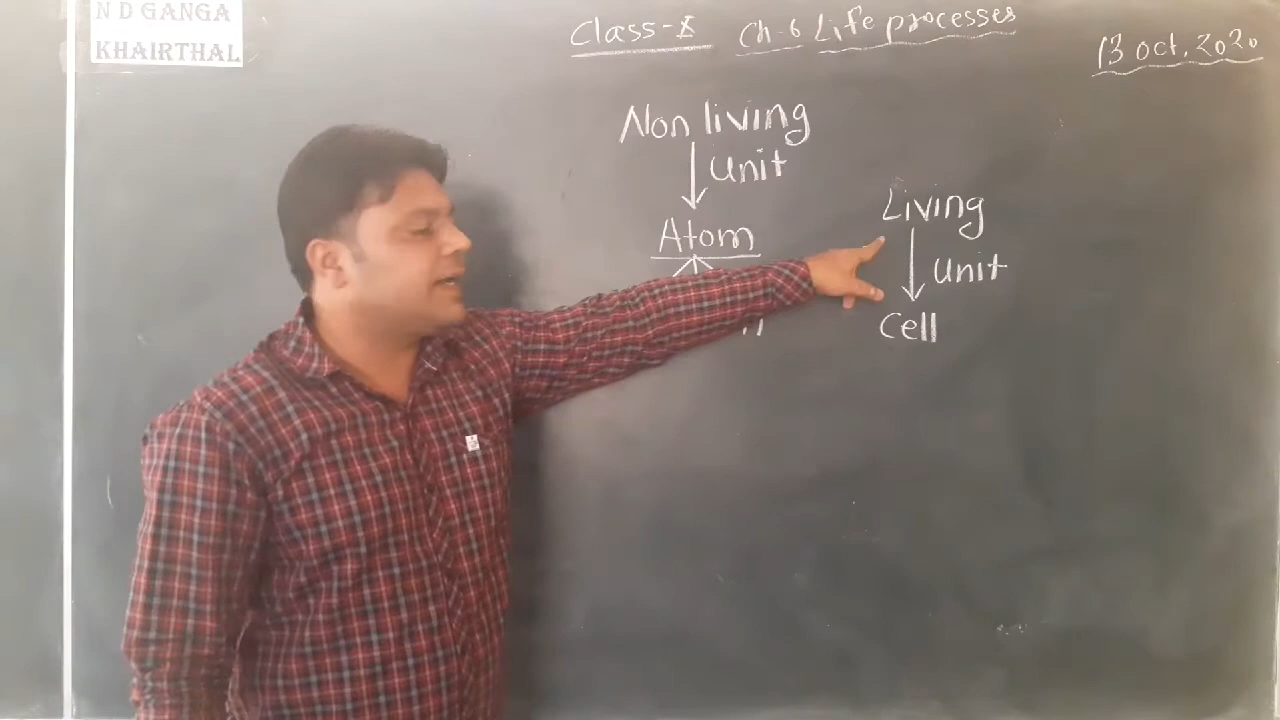 N D GANGA
KHAIRTHAL
Class-X Ch-6 Life processes
13 oct. 2020
Non living
Unit
Atom
Living
Unit
Cell